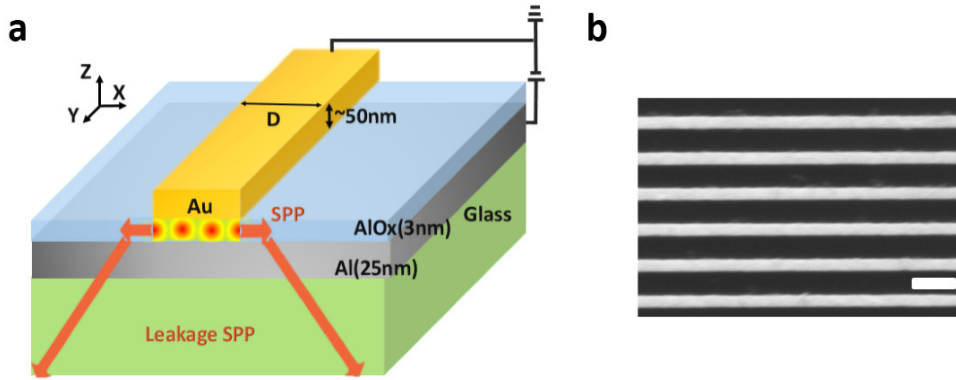 a
b
Z
X
Y
D
~50nm
Au
SPP
Glass
AlOx(3nm)
Al(25nm)
Leakage SPP